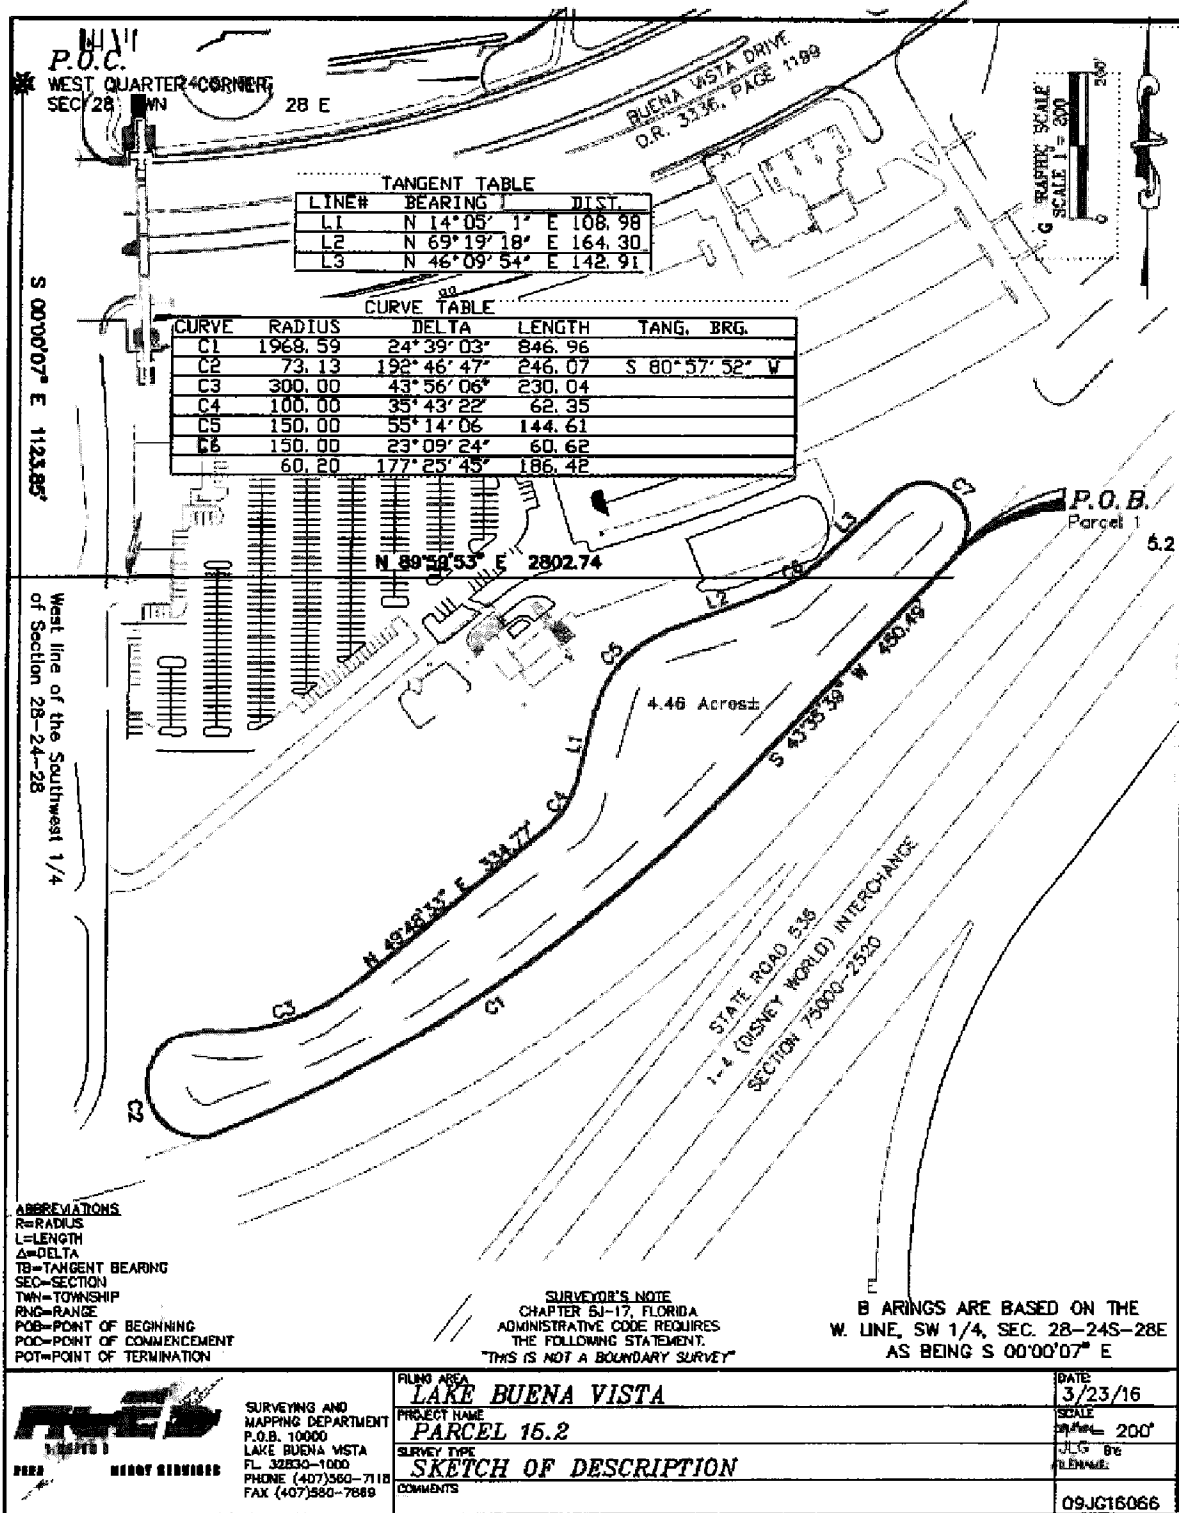 P.O.C.
WEST QUARTER CORNER,
SEC 28
28 E
BUENA VISTA DRIVE
O.R. 3336, PAGE 1199
GRAPHIC SCALE
SCALE 1" = 200'
0 200'
TANGENT TABLE
LINE# BEARING DIST.
L1 N 14°05' 1" E 108.98
L2 N 69°19'18" E 164.30
L3 N 46°09'54" E 142.91
CURVE TABLE
CURVE RADIUS DELTA LENGTH TANG. BRG.
C1 1968.59 24°39'03" 846.96
C2 73.13 192°46'47" 246.07 S 80°57'52" W
C3 300.00 43°56'06" 230.04
C4 100.00 35°43'22" 62.35
C5 150.00 55°14'06 144.61
C6 150.00 23°09'24" 60.62
60.20 177°25'45" 186.42
S 00°00'07" E 1123.85'
P.O.B.
Parcel 1
5.2
N 89°59'53" E 2802.74
C7
L3
C6
L2
C5
4.46 Acres±
S 43°35'39" W 450.49'
L1
C4
N 49°48'33" E 334.77'
C3
C1
C2
West line of the Southwest 1/4
of Section 28-24-28
STATE ROAD 536
I-4 (DISNEY WORLD) INTERCHANGE
SECTION 75000-2520
ABBREVIATIONS
R=RADIUS
L=LENGTH
Δ=DELTA
TB=TANGENT BEARING
SEC=SECTION
TWN=TOWNSHIP
RNG=RANGE
POB=POINT OF BEGINNING
POC=POINT OF COMMENCEMENT
POT=POINT OF TERMINATION
SURVEYOR'S NOTE
CHAPTER 5J-17, FLORIDA
ADMINISTRATIVE CODE REQUIRES
THE FOLLOWING STATEMENT.
"THIS IS NOT A BOUNDARY SURVEY"
B ARINGS ARE BASED ON THE
W. LINE, SW 1/4, SEC. 28-24S-28E
AS BEING S 00°00'07" E
SURVEYING AND
MAPPING DEPARTMENT
P.O.B. 10000
LAKE BUENA VISTA
FL. 32830-1000
PHONE (407)560-7118
FAX (407)560-7689
FILING AREA
LAKE BUENA VISTA
PROJECT NAME
PARCEL 15.2
SURVEY TYPE
SKETCH OF DESCRIPTION
COMMENTS
DATE
3/23/16
SCALE
200'
JLG
09JG16066